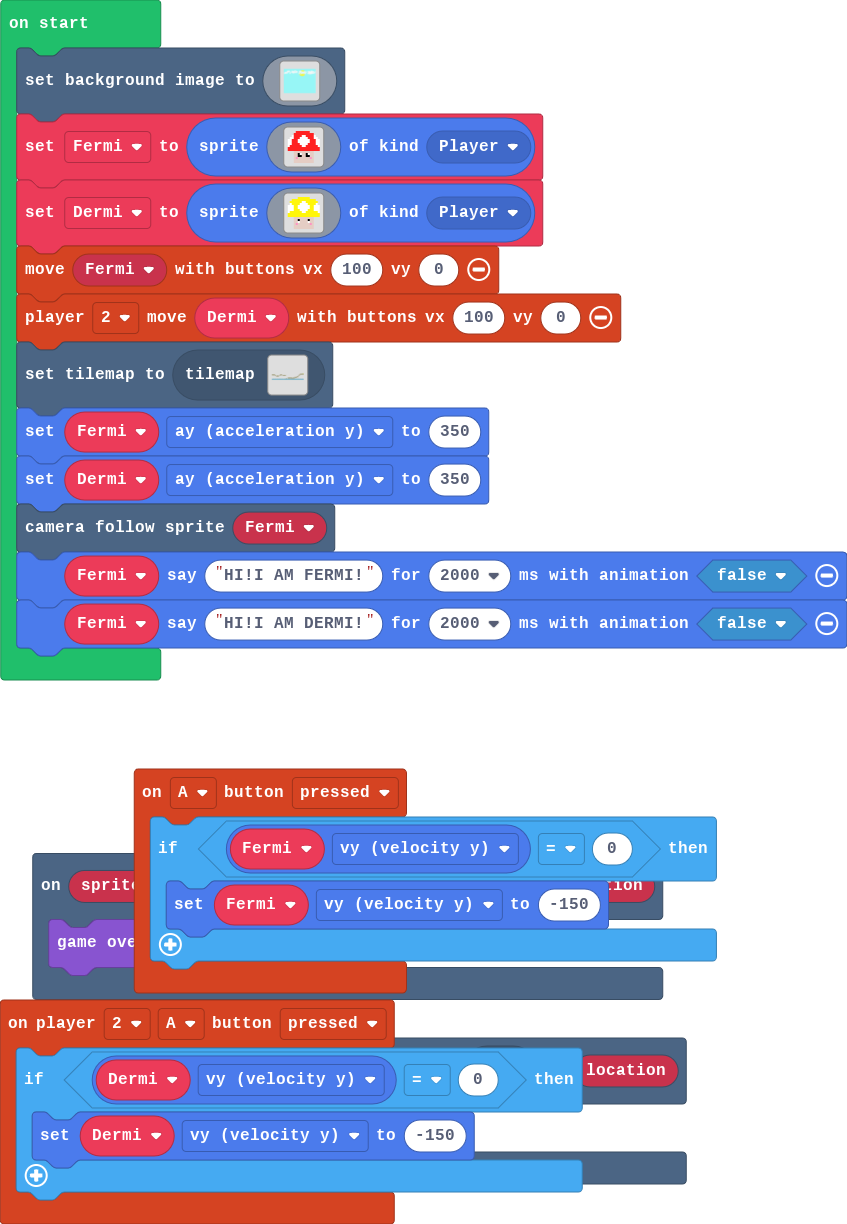 on start
set background image to
set Fermi to sprite of kind Player
set Dermi to sprite of kind Player
move Fermi with buttons vx 100 vy 0
player 2 move Dermi with buttons vx 100 vy 0
set tilemap to tilemap
set Fermi ay (acceleration y) to 350
set Dermi ay (acceleration y) to 350
camera follow sprite Fermi
Fermi say "HI!I AM FERMI!" for 2000 ms with animation false
Fermi say "HI!I AM DERMI!" for 2000 ms with animation false
on A button pressed
if Fermi vy (velocity y) = 0 then
on sprite
set Fermi vy (velocity y) to -150
game ove
on player 2 A button pressed
location
if Dermi vy (velocity y) = 0 then
set Dermi vy (velocity y) to -150